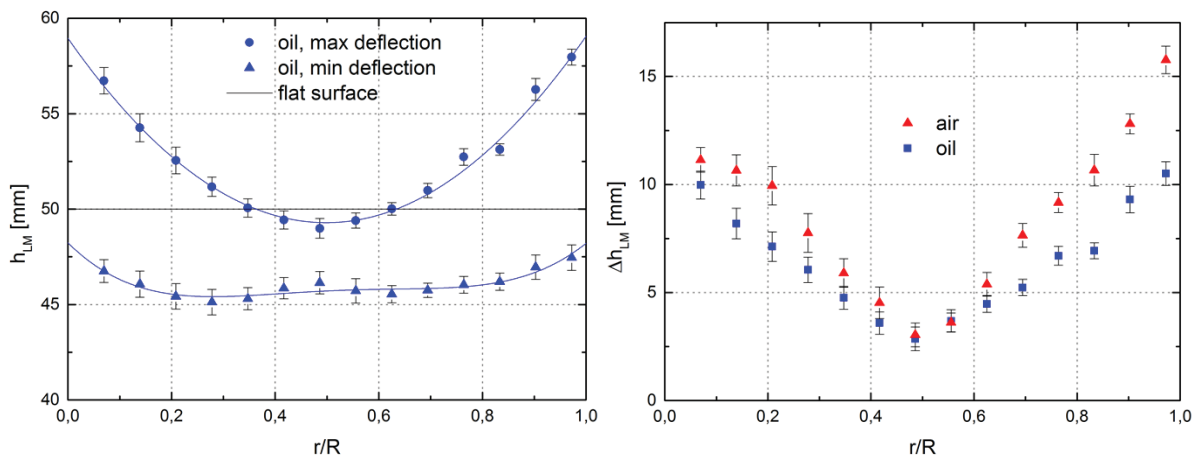 60
55
50
45
40
h_LM [mm]
oil, max deflection
oil, min deflection
flat surface
0,0 0,2 0,4 0,6 0,8 1,0
r/R
15
10
5
0
Δh_LM [mm]
air
oil
0,0 0,2 0,4 0,6 0,8 1,0
r/R